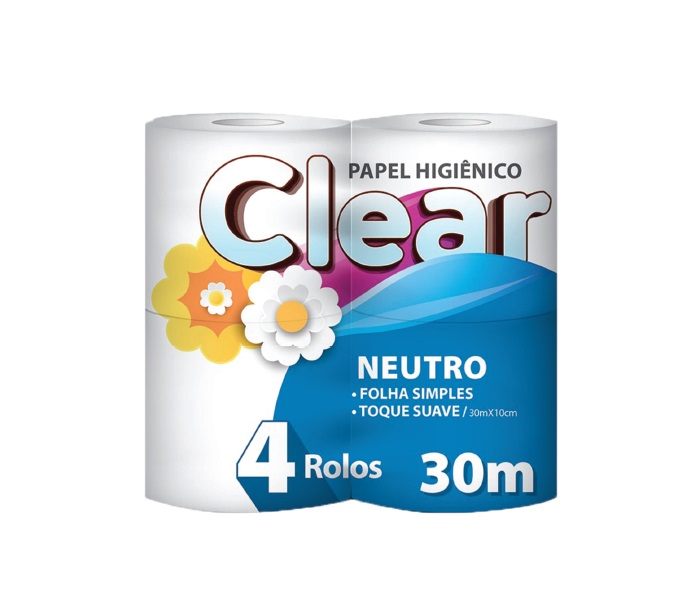 PAPEL HIGIÊNICO
Clear
NEUTRO
• FOLHA SIMPLES
• TOQUE SUAVE / 30mX10cm
4 Rolos
30m